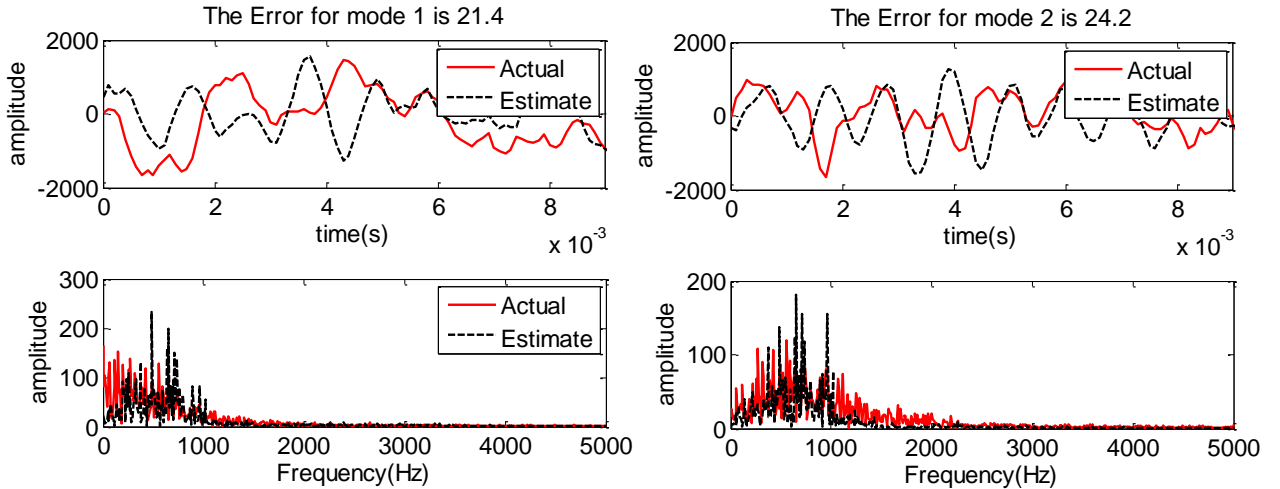 The Error for mode 1 is 21.4
2000
0
-2000
amplitude
Actual
Estimate
0 2 4 6 8
time(s)
x 10^-3
The Error for mode 2 is 24.2
2000
0
-2000
amplitude
Actual
Estimate
0 2 4 6 8
time(s)
x 10^-3
300
200
100
0
amplitude
Actual
Estimate
0 1000 2000 3000 4000 5000
Frequency(Hz)
200
100
0
amplitude
0 1000 2000 3000 4000 5000
Frequency(Hz)